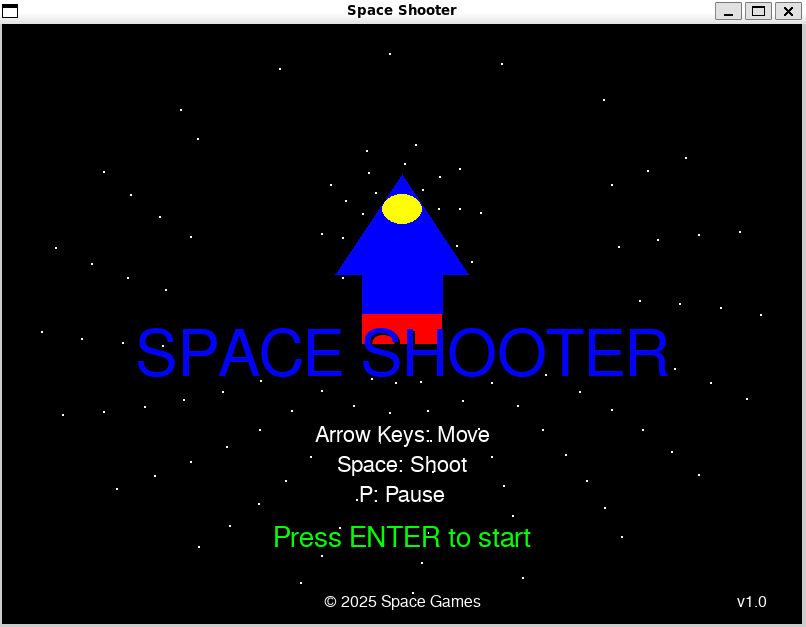 Space Shooter
SPACE SHOOTER
Arrow Keys: Move
Space: Shoot
P: Pause
Press ENTER to start
© 2025 Space Games
v1.0